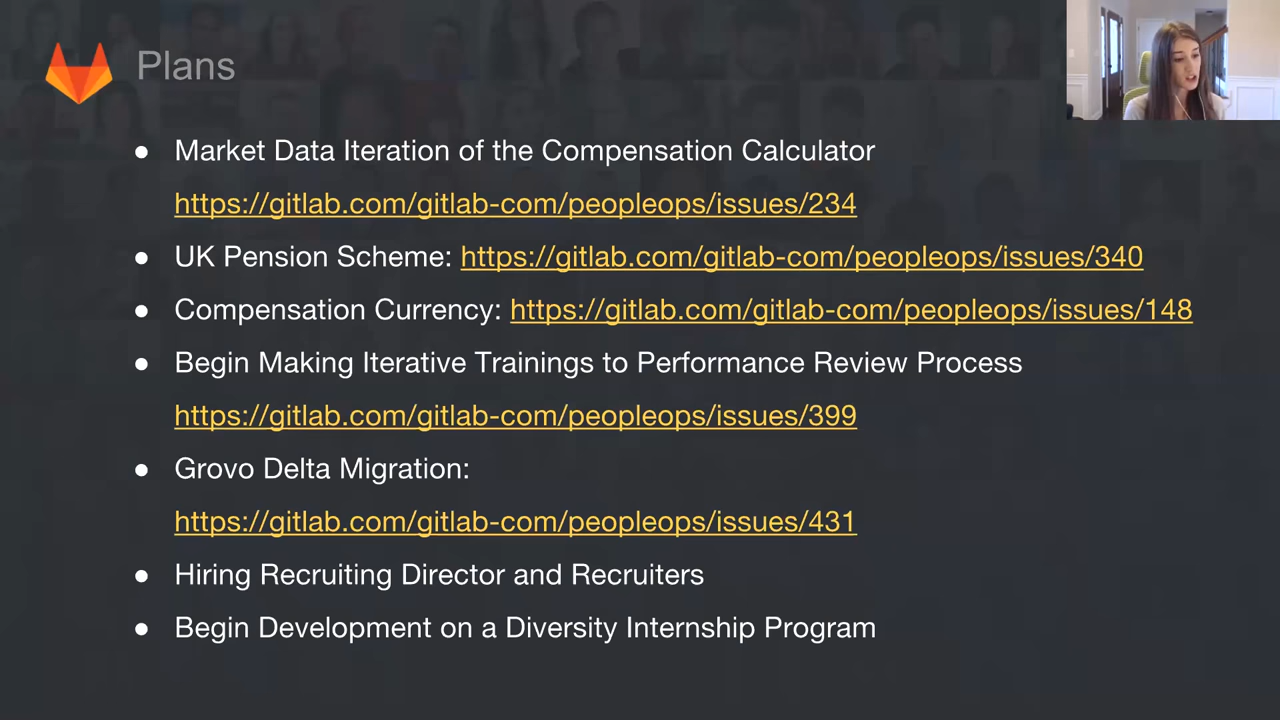 Plans
● Market Data Iteration of the Compensation Calculator
https://gitlab.com/gitlab-com/peopleops/issues/234
● UK Pension Scheme: https://gitlab.com/gitlab-com/peopleops/issues/340
● Compensation Currency: https://gitlab.com/gitlab-com/peopleops/issues/148
● Begin Making Iterative Trainings to Performance Review Process
https://gitlab.com/gitlab-com/peopleops/issues/399
● Grovo Delta Migration:
https://gitlab.com/gitlab-com/peopleops/issues/431
● Hiring Recruiting Director and Recruiters
● Begin Development on a Diversity Internship Program